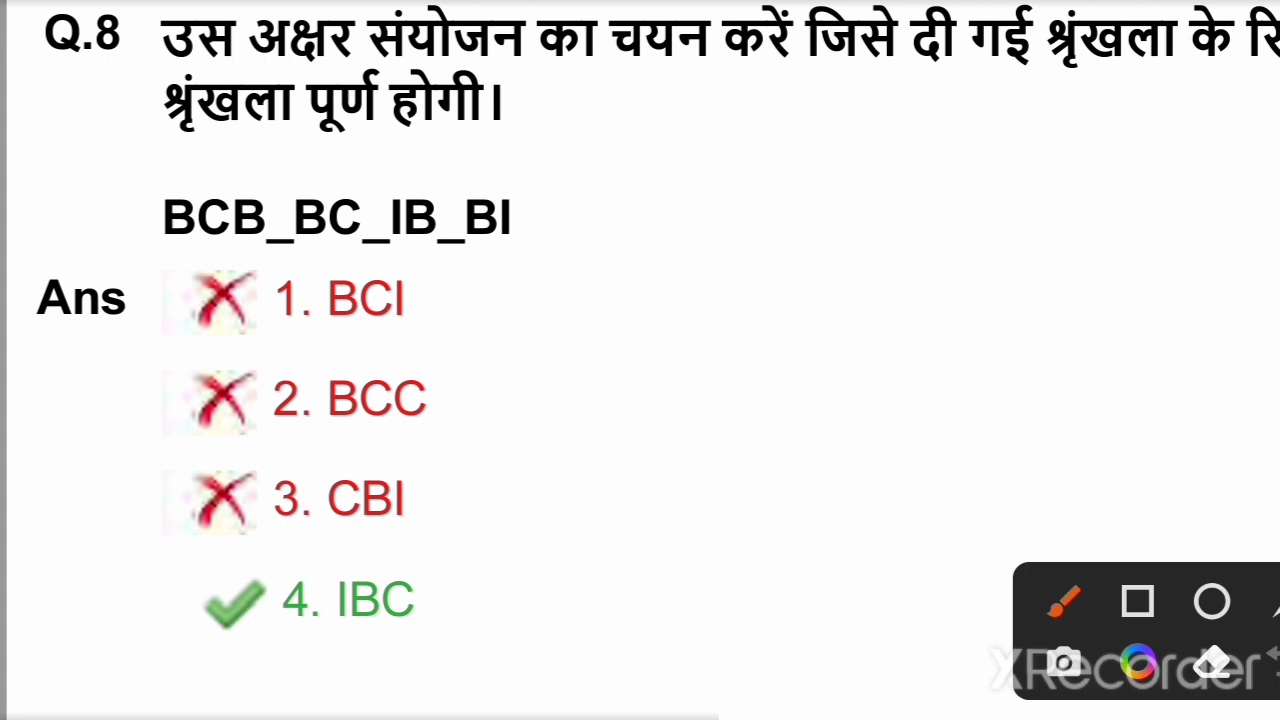 Q.8 उस अक्षर संयोजन का चयन करें जिसे दी गई श्रृंखला के
श्रृंखला पूर्ण होगी।
BCB_BC_IB_BI
Ans 1. BCI
2. BCC
3. CBI
4. IBC
XRecorder